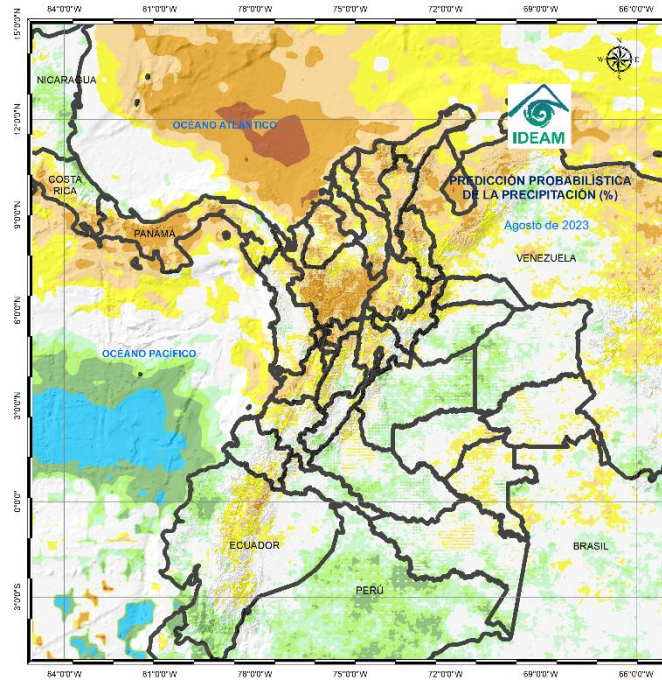 84°0'0"W 81°0'0"W 78°0'0"W 75°0'0"W 72°0'0"W 69°0'0"W 66°0'0"W
15°0'0"N
N
W E
S
NICARAGUA
IDEAM
12°0'0"N
OCÉANO ATLÁNTICO
COSTA
RICA
PREDICCIÓN PROBABILÍSTICA
DE LA PRECIPITACIÓN (%)
9°0'0"N
Agosto de 2023
PANAMÁ
VENEZUELA
6°0'0"N
OCÉANO PACÍFICO
3°0'0"N
0°0'0"
ECUADOR
BRASIL
PERÚ
3°0'0"S
84°0'0"W 81°0'0"W 78°0'0"W 75°0'0"W 72°0'0"W 69°0'0"W 66°0'0"W